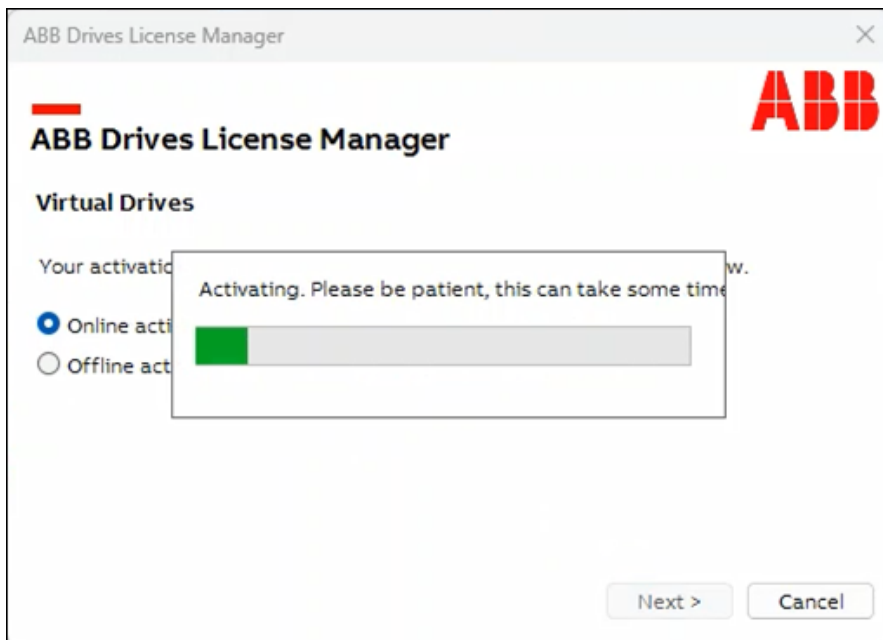 ABB Drives License Manager
ABB
ABB Drives License Manager
Virtual Drives
Your activatio w.
Activating. Please be patient, this can take some time
Online acti
Offline act
Next >
Cancel